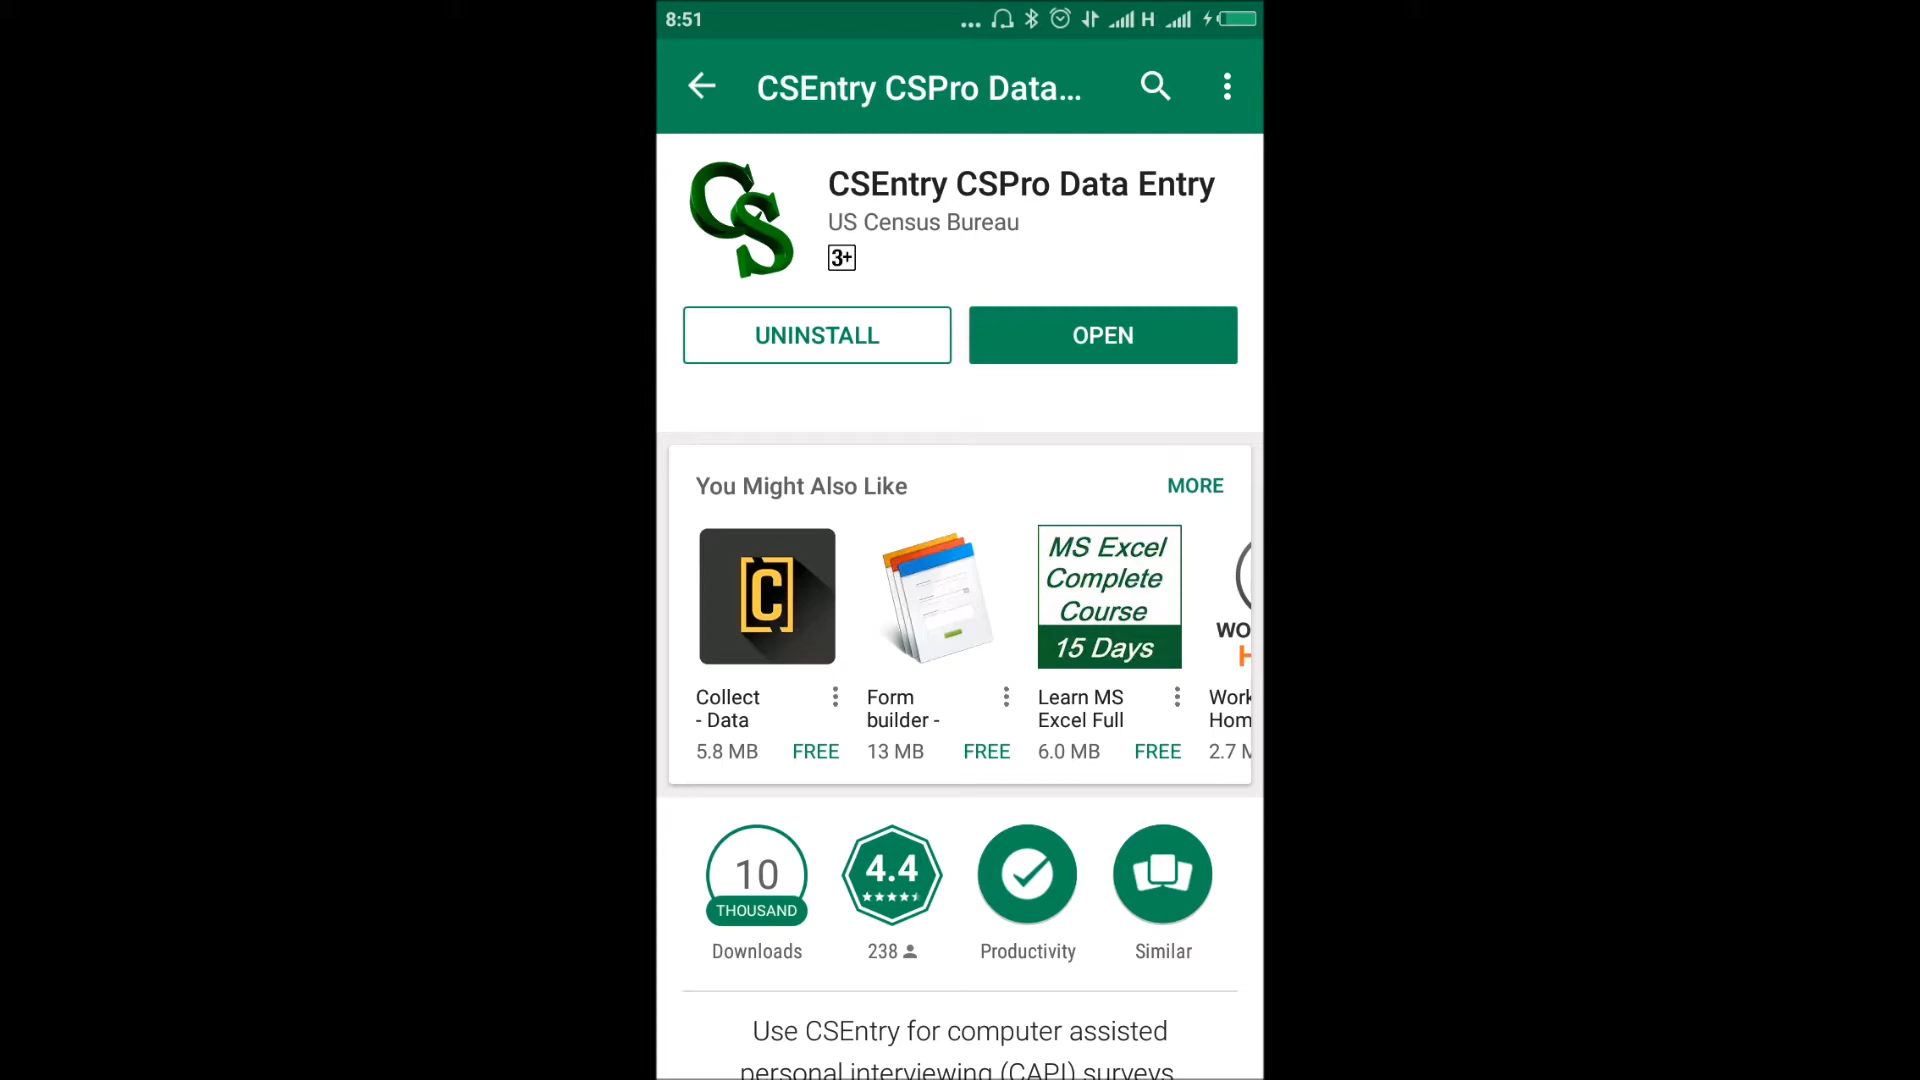 8:51
... H
CSEntry CSPro Data...
CS
CSEntry CSPro Data Entry
US Census Bureau
3+
UNINSTALL
OPEN
You Might Also Like
MORE
C
MS Excel
Complete
Course
15 Days
WO
H
Collect
- Data
5.8 MB FREE
Form
builder -
13 MB FREE
Learn MS
Excel Full
6.0 MB FREE
Work
Hom
2.7 M
10
THOUSAND
Downloads
4.4
238
Productivity
Similar
Use CSEntry for computer assisted
personal interviewing (CAPI) surveys